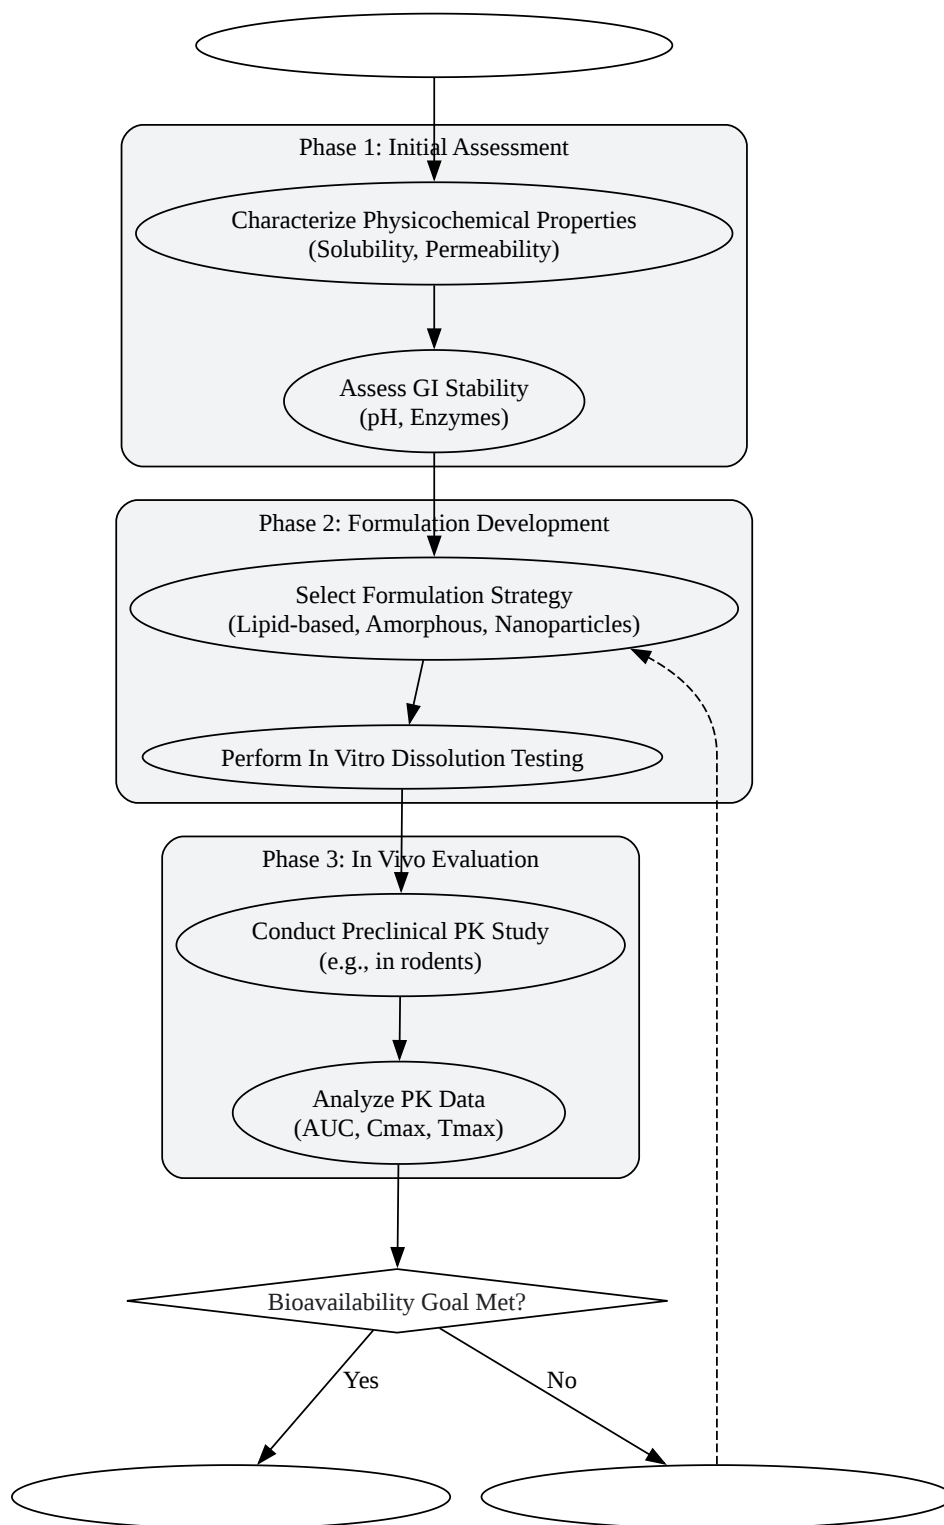 Phase 1: Initial Assessment
Characterize Physicochemical Properties
(Solubility, Permeability)
Assess GI Stability
(pH, Enzymes)
Phase 2: Formulation Development
Select Formulation Strategy
(Lipid-based, Amorphous, Nanoparticles)
Perform In Vitro Dissolution Testing
Phase 3: In Vivo Evaluation
Conduct Preclinical PK Study
(e.g., in rodents)
Analyze PK Data
(AUC, Cmax, Tmax)
Bioavailability Goal Met?
Yes
No